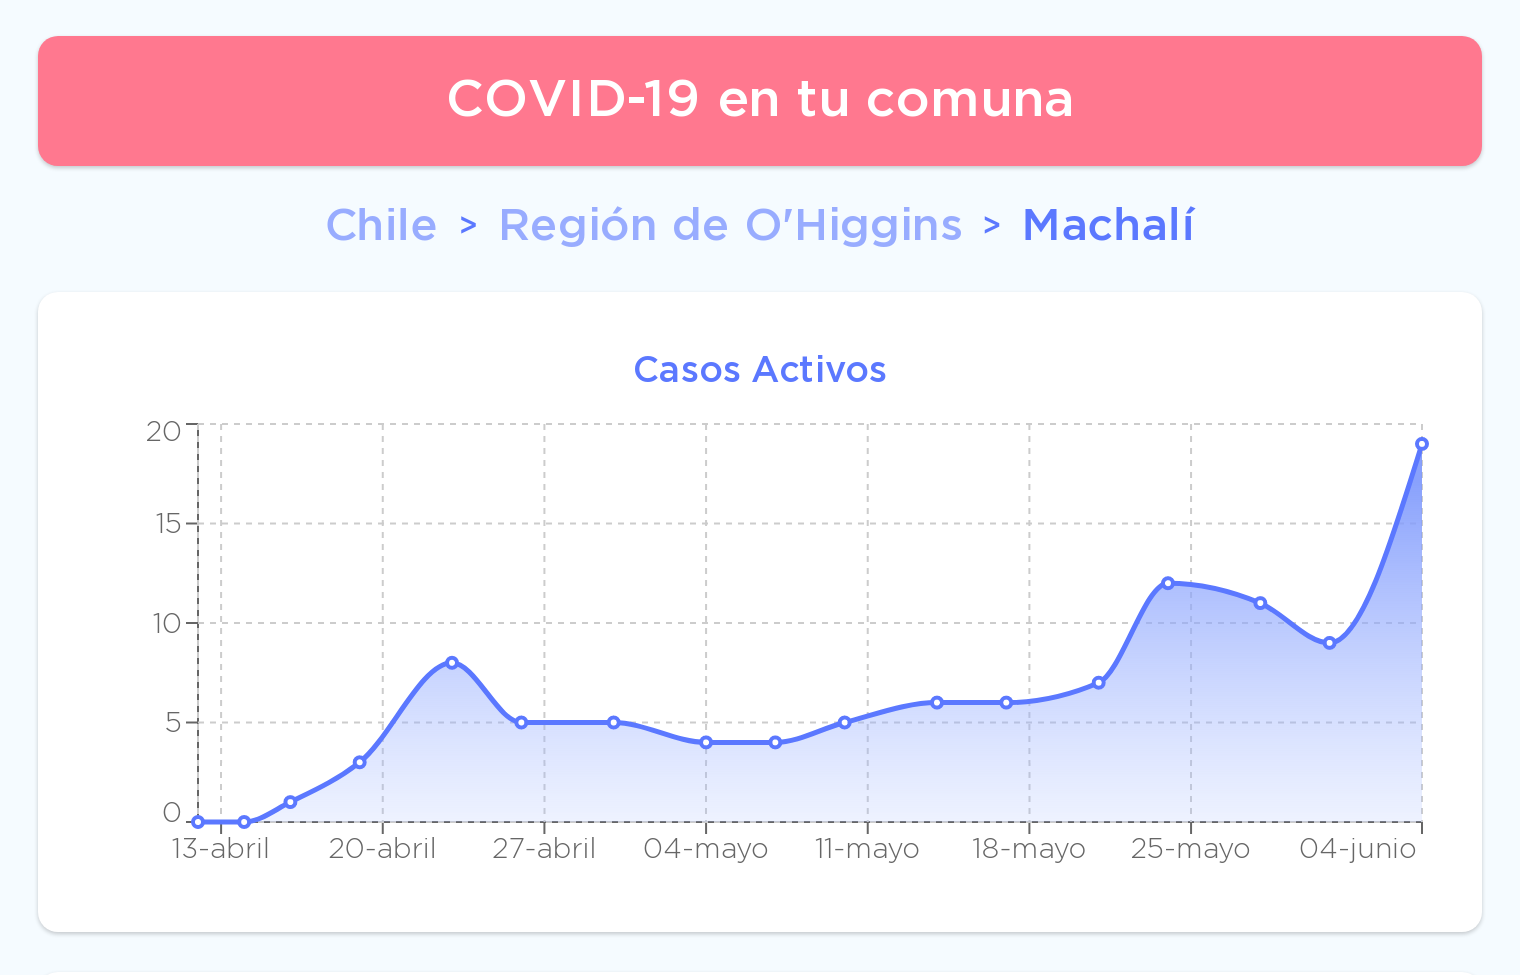 COVID-19 en tu comuna
Chile > Región de O'Higgins > Machalí
Casos Activos
20
15
10
5
0
13-abril 20-abril 27-abril 04-mayo 11-mayo 18-mayo 25-mayo 04-junio